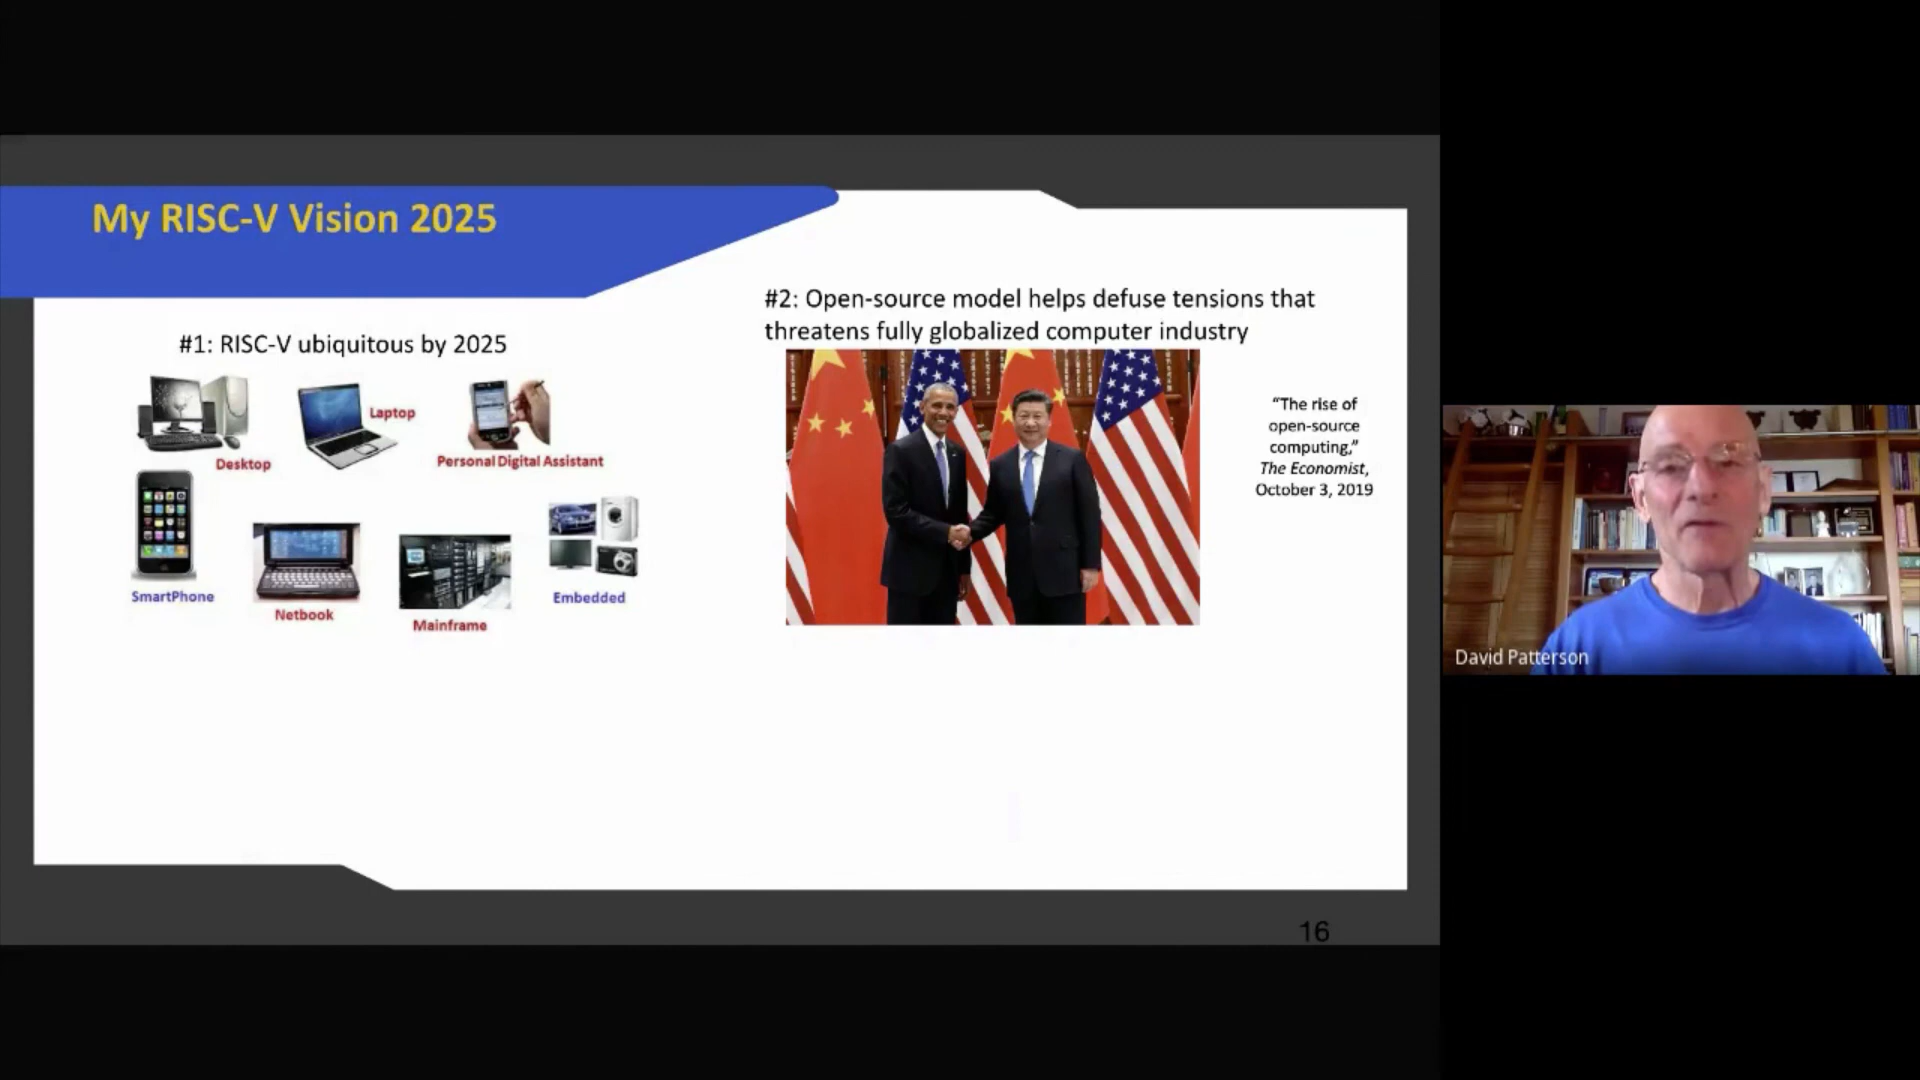 My RISC-V Vision 2025
#1: RISC-V ubiquitous by 2025
Desktop
Laptop
Personal Digital Assistant
SmartPhone
Netbook
Mainframe
Embedded
#2: Open-source model helps defuse tensions that
threatens fully globalized computer industry
“The rise of
open-source
computing,”
The Economist,
October 3, 2019
16
David Patterson